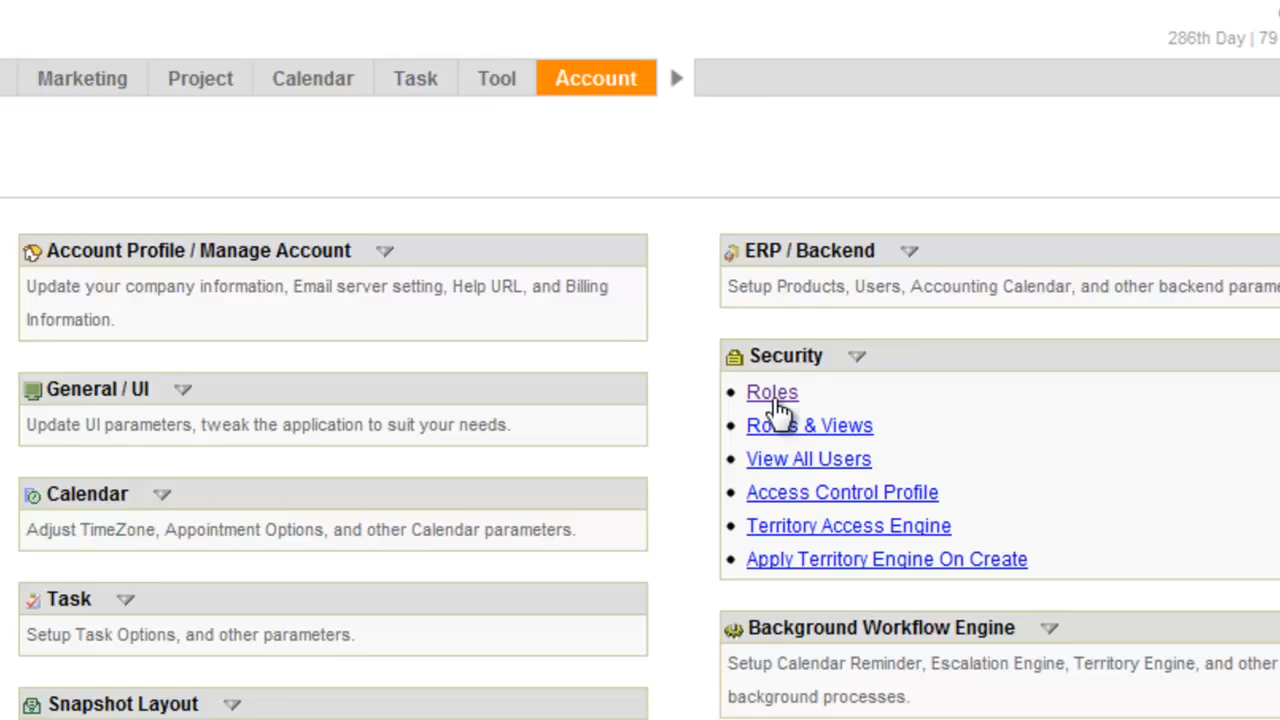 286th Day | 79
Marketing
Project
Calendar
Task
Tool
Account
Account Profile / Manage Account
Update your company information, Email server setting, Help URL, and Billing
Information.
General / UI
Update UI parameters, tweak the application to suit your needs.
Calendar
Adjust TimeZone, Appointment Options, and other Calendar parameters.
Task
Setup Task Options, and other parameters.
Snapshot Layout
ERP / Backend
Setup Products, Users, Accounting Calendar, and other backend
Security
Roles
& Views
View All Users
Access Control Profile
Territory Access Engine
Apply Territory Engine On Create
Background Workflow Engine
Setup Calendar Reminder, Escalation Engine, Territory Engine, and other
background processes.